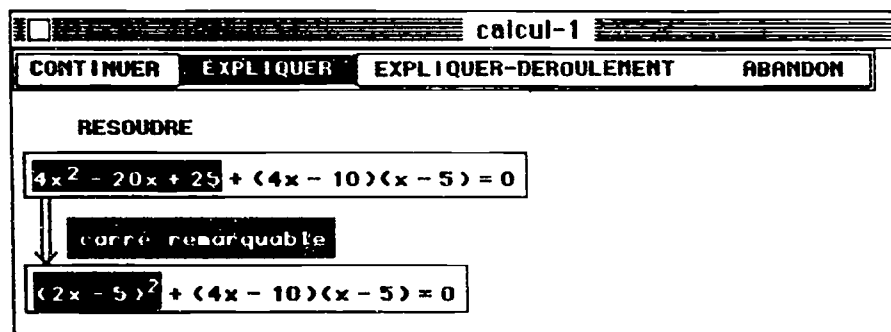 calcul-1
CONTINUER EXPLIQUER EXPLIQUER-DEROULEMENT ABANDON
RESOUDRE
4x² - 20x + 25 + (4x - 10)(x - 5) = 0
carré remarquable
(2x - 5)² + (4x - 10)(x - 5) = 0